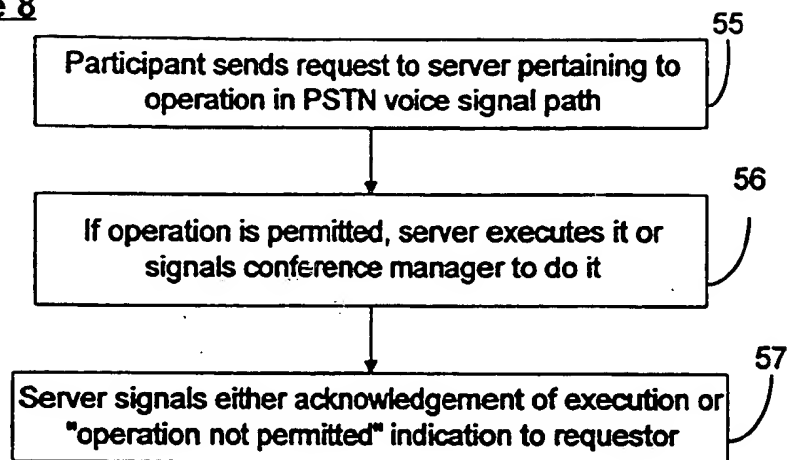 e 8
55
Participant sends request to server pertaining to
operation in PSTN voice signal path
56
If operation is permitted, server executes it or
signals conference manager to do it
57
Server signals either acknowledgement of execution or
"operation not permitted" indication to requestor